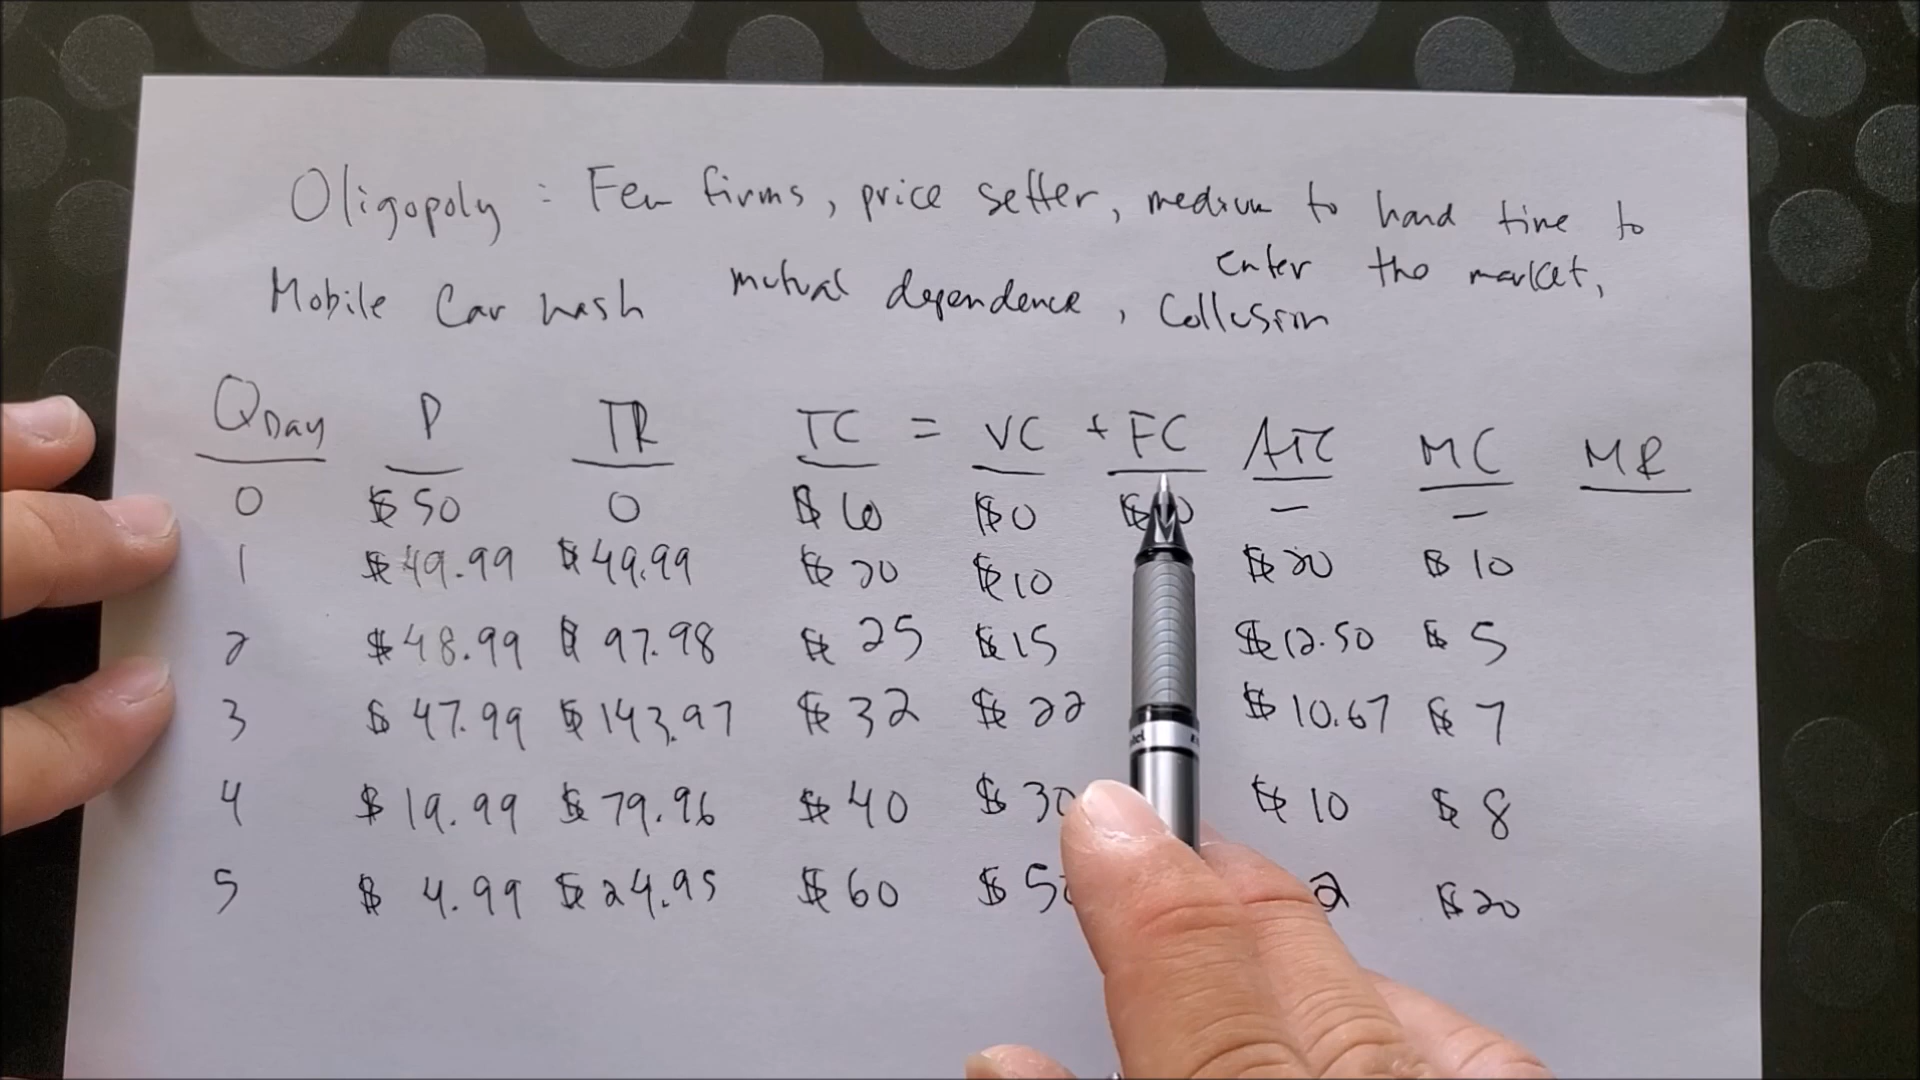 Oligopoly : Few firms, price setter, medium to hard time to
enter the market,
Mobile Car wash mutual dependence, Collusion
QDay P TR TC = VC + FC ATC MC MR
0 $50 0 $10 $0 — —
1 $49.99 $49.99 $20 $10 $20 $10
2 $48.99 $97.98 $25 $15 $12.50 $5
3 $47.99 $143.97 $32 $22 $10.67 $7
4 $19.99 $79.96 $40 $30 $10 $8
5 $4.99 $24.95 $60 $20